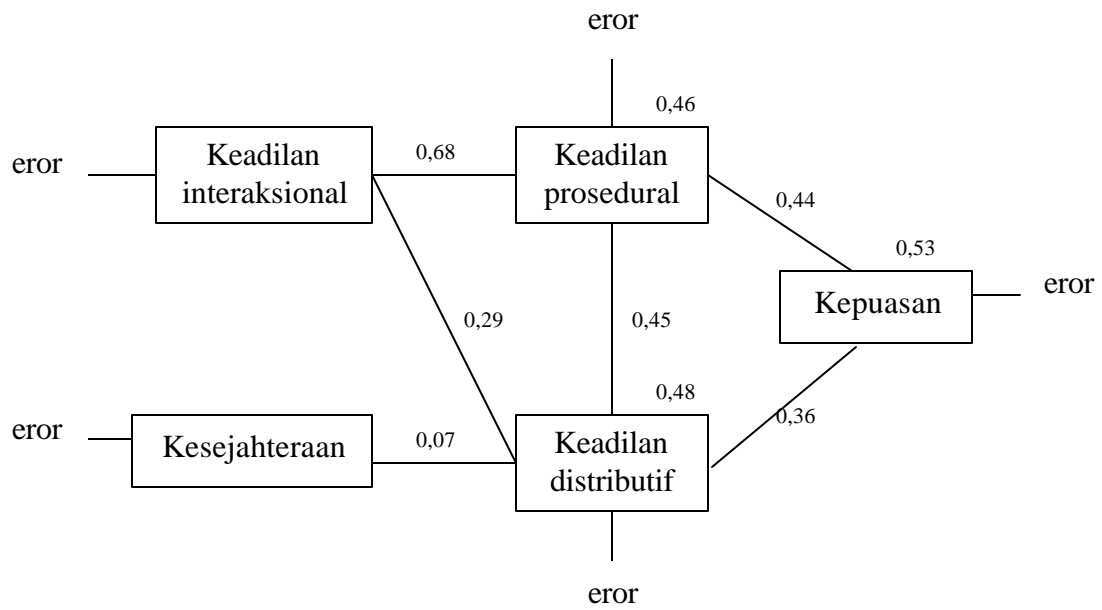 eror
0,46
eror
Keadilan
interaksional
0,68
Keadilan
prosedural
0,44
0,53
Kepuasan
eror
0,29
0,45
0,48
0,36
eror
Kesejahteraan
0,07
Keadilan
distributif
eror